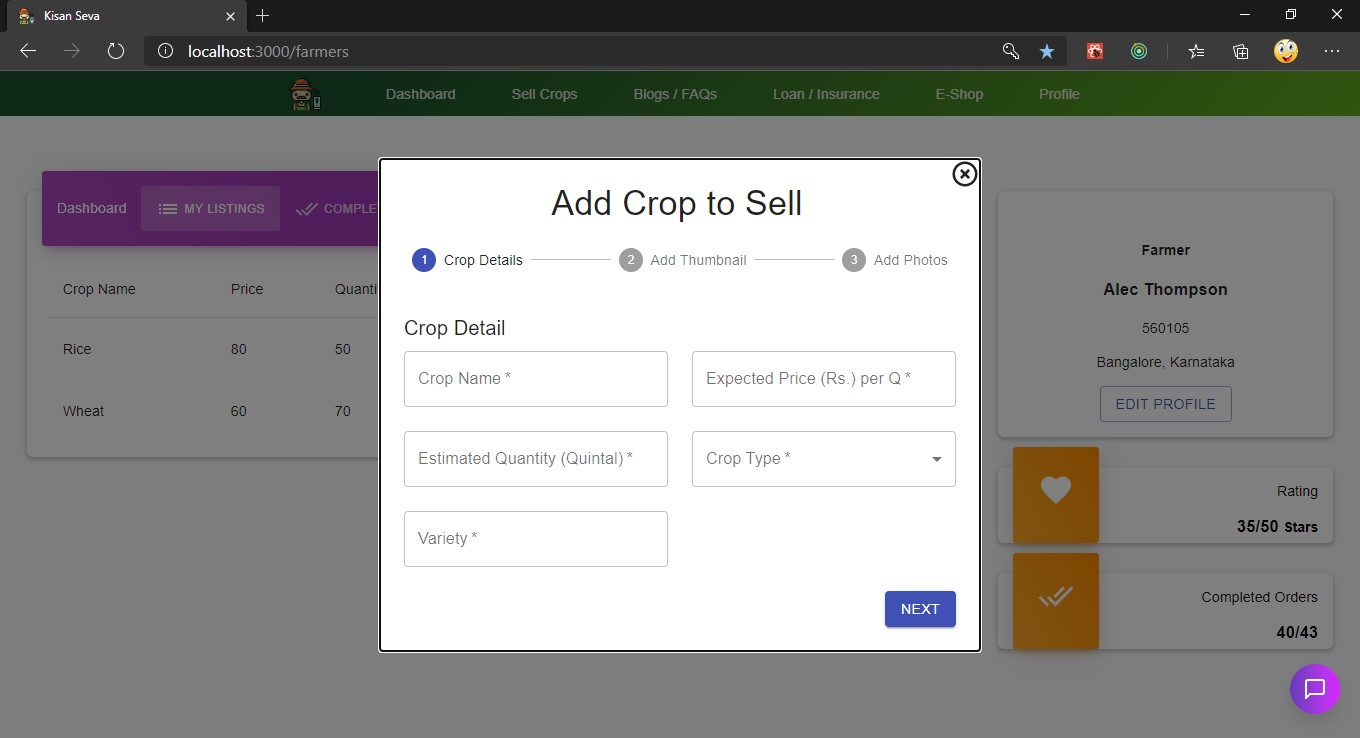 Kisan Seva
localhost:3000/farmers
Dashboard Sell Crops Blogs / FAQs Loan / Insurance E-Shop Profile
Dashboard MY LISTINGS COMPLE
Crop Name Price Quanti
Rice 80 50
Wheat 60 70
Add Crop to Sell
1 Crop Details 2 Add Thumbnail 3 Add Photos
Crop Detail
Crop Name * Expected Price (Rs.) per Q *
Estimated Quantity (Quintal) * Crop Type *
Variety *
NEXT
Farmer
Alec Thompson
560105
Bangalore, Karnataka
EDIT PROFILE
Rating
35/50 Stars
Completed Orders
40/43